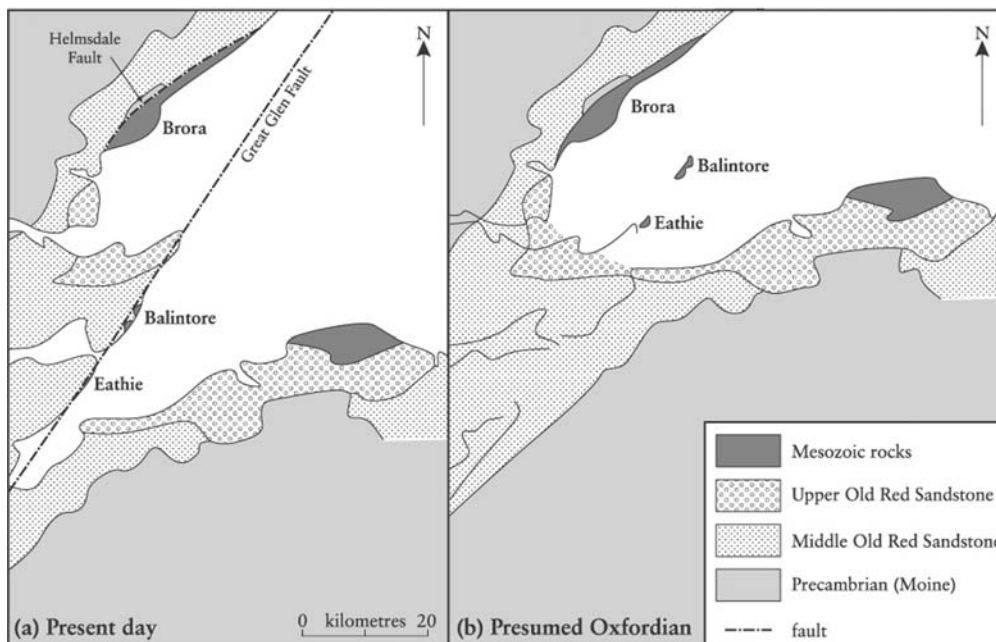 Helmsdale
Fault
N
Brora
Great Glen Fault
Balintore
Eathie
(a) Present day
0 kilometres 20
N
Brora
Balintore
Eathie
(b) Presumed Oxfordian
Mesozoic rocks
Upper Old Red Sandstone
Middle Old Red Sandstone
Precambrian (Moine)
fault